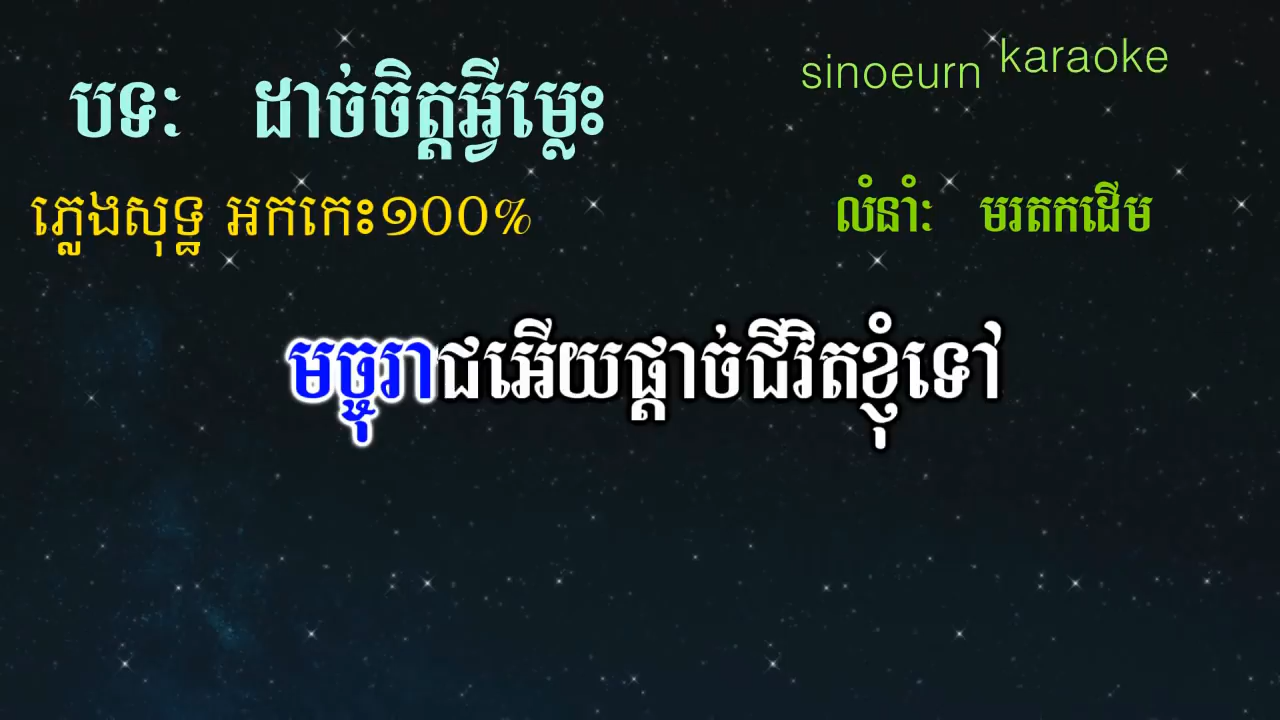 sinoeurn karaoke
បទ: ដាច់ចិត្តអ្វីម្លេះ
ភ្លេងសុទ្ធ អកកេះ១០០%
លំនាំ: មរតកដើម
មច្ចុរាជអើយផ្តាច់ជីវិតខ្ញុំទៅ